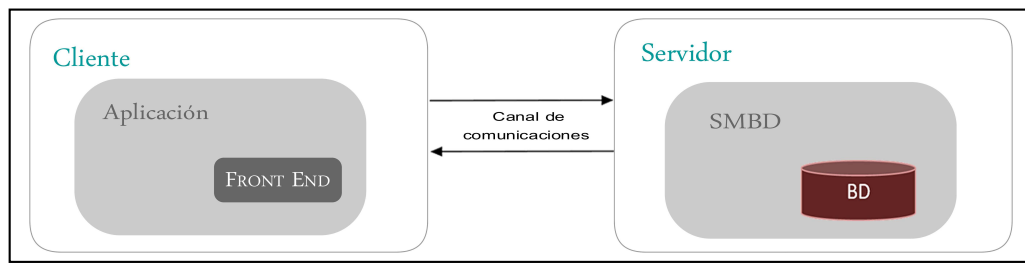 Cliente
Aplicación
FRONT END
Canal de
comunicaciones
Servidor
SMBD
BD